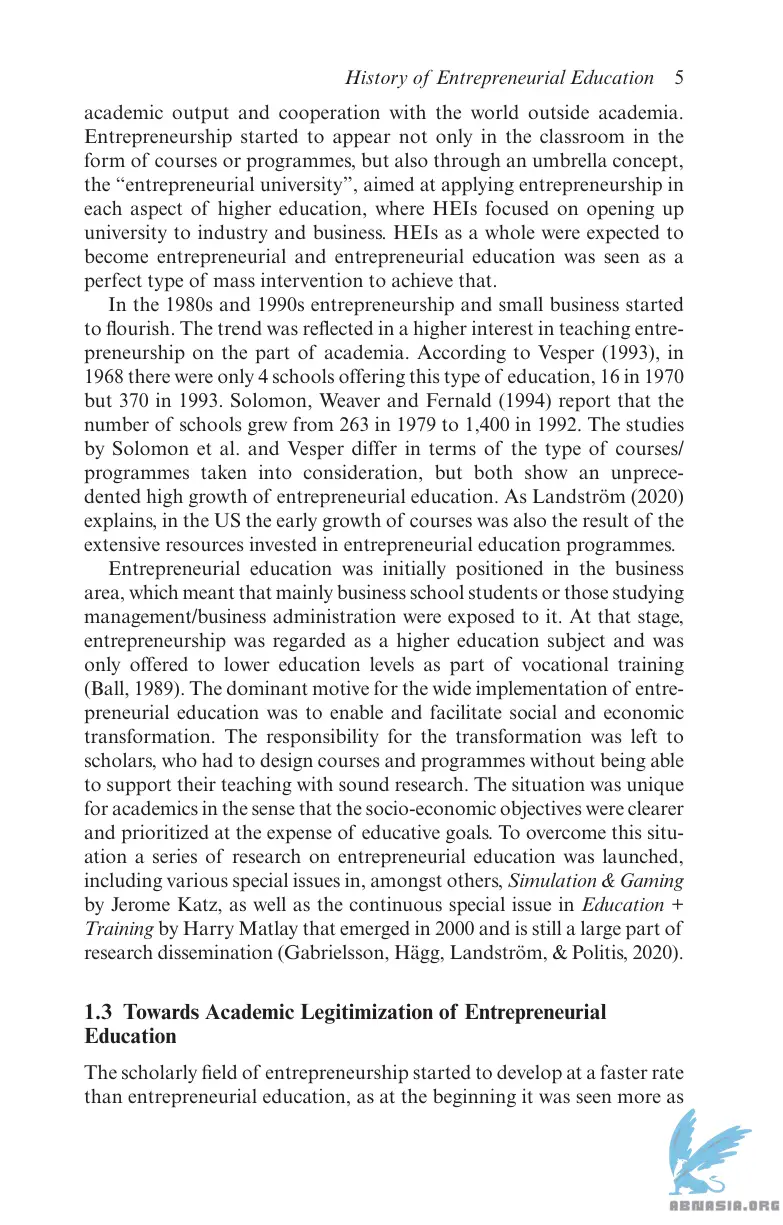 History of Entrepreneurial Education 5
academic output and cooperation with the world outside academia.
Entrepreneurship started to appear not only in the classroom in the
form of courses or programmes, but also through an umbrella concept,
the “entrepreneurial university”, aimed at applying entrepreneurship in
each aspect of higher education, where HEIs focused on opening up
university to industry and business. HEIs as a whole were expected to
become entrepreneurial and entrepreneurial education was seen as a
perfect type of mass intervention to achieve that.
In the 1980s and 1990s entrepreneurship and small business started
to flourish. The trend was reflected in a higher interest in teaching entre-
preneurship on the part of academia. According to Vesper (1993), in
1968 there were only 4 schools offering this type of education, 16 in 1970
but 370 in 1993. Solomon, Weaver and Fernald (1994) report that the
number of schools grew from 263 in 1979 to 1,400 in 1992. The studies
by Solomon et al. and Vesper differ in terms of the type of courses/
programmes taken into consideration, but both show an unprece-
dented high growth of entrepreneurial education. As Landström (2020)
explains, in the US the early growth of courses was also the result of the
extensive resources invested in entrepreneurial education programmes.
Entrepreneurial education was initially positioned in the business
area, which meant that mainly business school students or those studying
management/business administration were exposed to it. At that stage,
entrepreneurship was regarded as a higher education subject and was
only offered to lower education levels as part of vocational training
(Ball, 1989). The dominant motive for the wide implementation of entre-
preneurial education was to enable and facilitate social and economic
transformation. The responsibility for the transformation was left to
scholars, who had to design courses and programmes without being able
to support their teaching with sound research. The situation was unique
for academics in the sense that the socio-economic objectives were clearer
and prioritized at the expense of educative goals. To overcome this situ-
ation a series of research on entrepreneurial education was launched,
including various special issues in, amongst others, Simulation & Gaming
by Jerome Katz, as well as the continuous special issue in Education +
Training by Harry Matlay that emerged in 2000 and is still a large part of
research dissemination (Gabrielsson, Hägg, Landström, & Politis, 2020).
1.3 Towards Academic Legitimization of Entrepreneurial
Education
The scholarly field of entrepreneurship started to develop at a faster rate
than entrepreneurial education, as at the beginning it was seen more as
ABNASIA.ORG